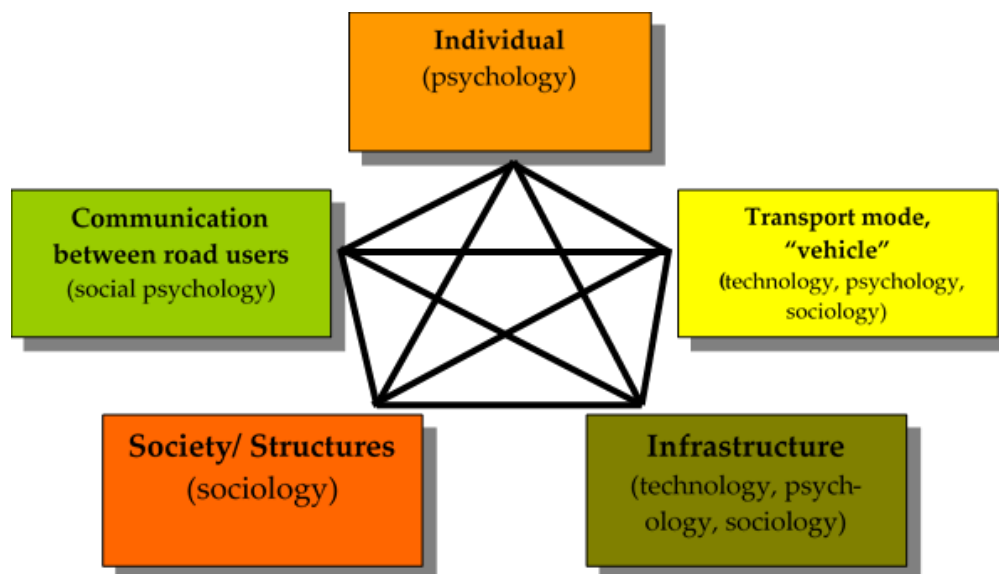 Individual
(psychology)
Communication
between road users
(social psychology)
Transport mode,
“vehicle”
(technology, psychology,
sociology)
Society/ Structures
(sociology)
Infrastructure
(technology, psych-
ology, sociology)